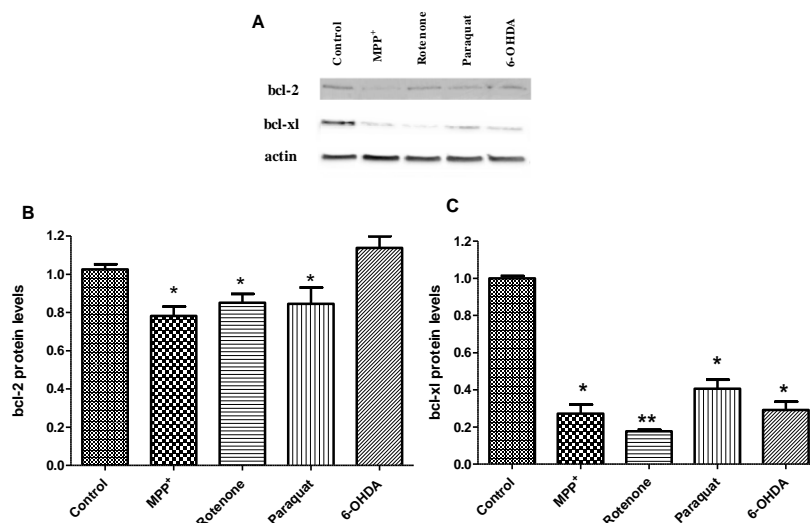 A
Control
MPP+
Rotenone
Paraquat
6-OHDA
bcl-2
bcl-xl
actin
B
bcl-2 protein levels
1.2
1.0
0.8
0.6
0.4
0.2
0.0
*
*
*
Control
MPP+
Rotenone
Paraquat
6-OHDA
C
bcl-xl protein levels
1.2
1.0
0.8
0.6
0.4
0.2
0.0
*
**
*
*
Control
MPP+
Rotenone
Paraquat
6-OHDA